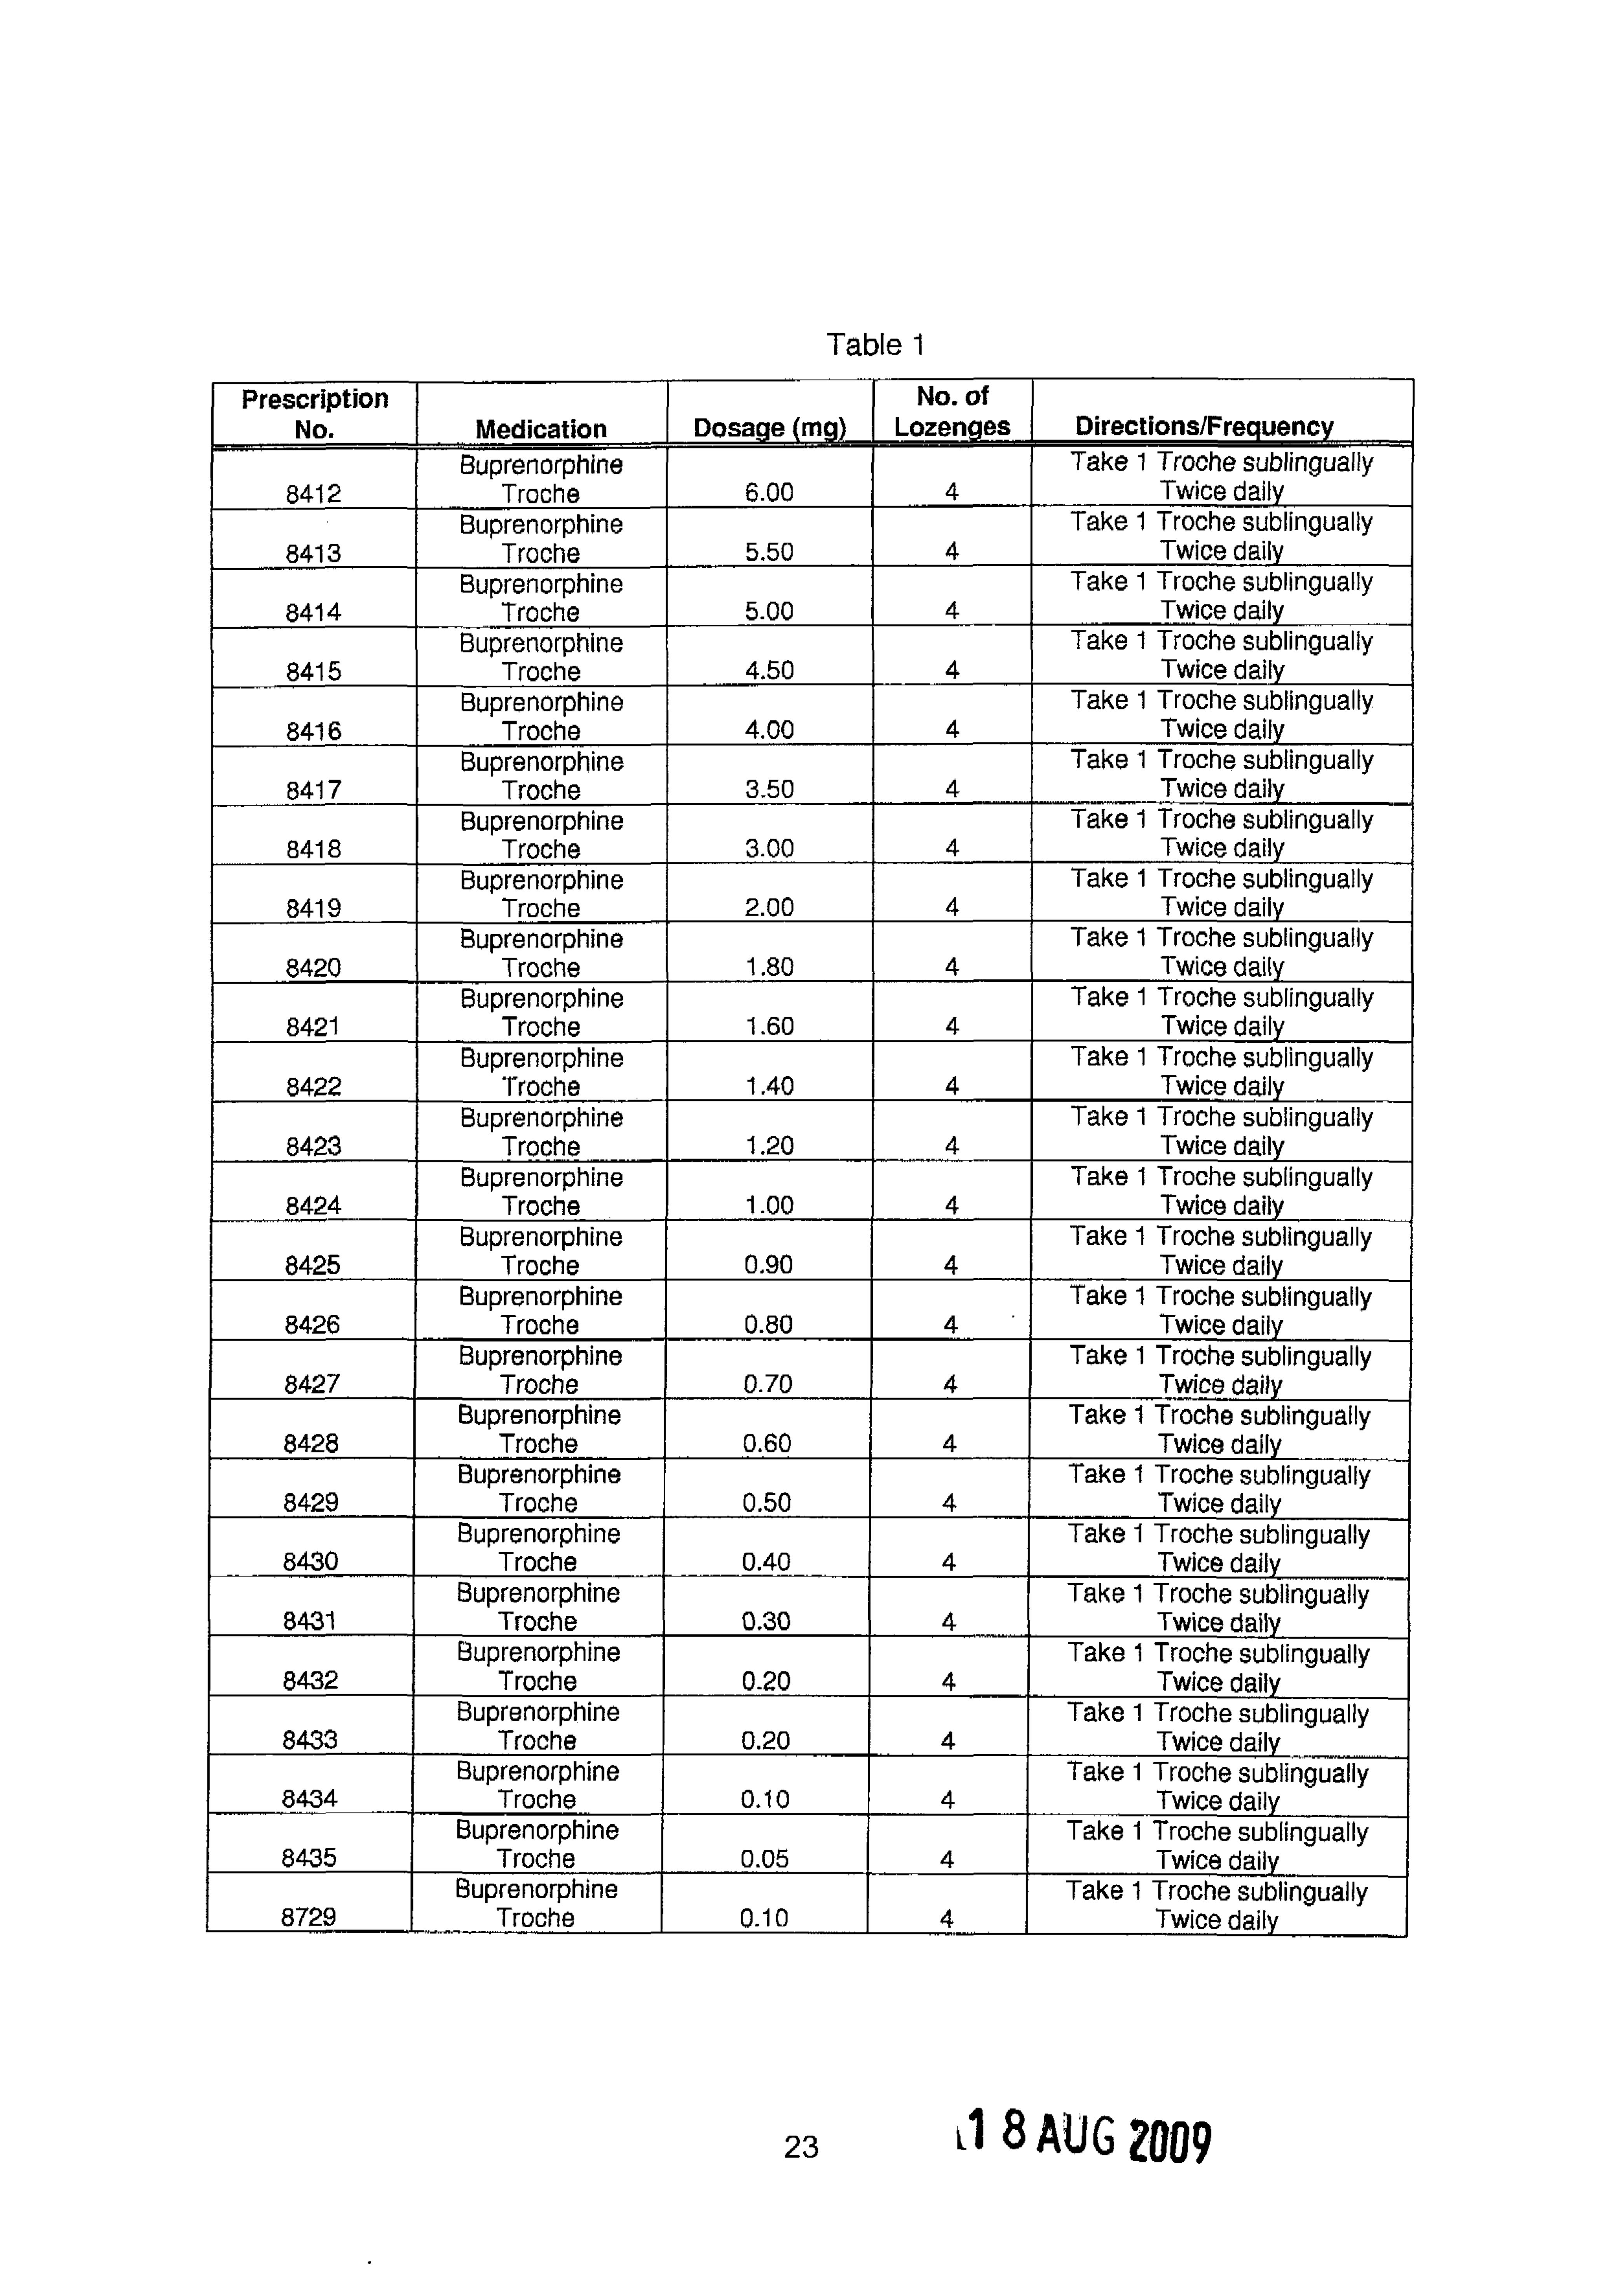 Table 1
Prescription No. Medication Dosage (mg) No. of Lozenges Directions/Frequency
8412 Buprenorphine Troche 6.00 4 Take 1 Troche sublingually Twice daily
8413 Buprenorphine Troche 5.50 4 Take 1 Troche sublingually Twice daily
8414 Buprenorphine Troche 5.00 4 Take 1 Troche sublingually Twice daily
8415 Buprenorphine Troche 4.50 4 Take 1 Troche sublingually Twice daily
8416 Buprenorphine Troche 4.00 4 Take 1 Troche sublingually Twice daily
8417 Buprenorphine Troche 3.50 4 Take 1 Troche sublingually Twice daily
8418 Buprenorphine Troche 3.00 4 Take 1 Troche sublingually Twice daily
8419 Buprenorphine Troche 2.00 4 Take 1 Troche sublingually Twice daily
8420 Buprenorphine Troche 1.80 4 Take 1 Troche sublingually Twice daily
8421 Buprenorphine Troche 1.60 4 Take 1 Troche sublingually Twice daily
8422 Buprenorphine Troche 1.40 4 Take 1 Troche sublingually Twice daily
8423 Buprenorphine Troche 1.20 4 Take 1 Troche sublingually Twice daily
8424 Buprenorphine Troche 1.00 4 Take 1 Troche sublingually Twice daily
8425 Buprenorphine Troche 0.90 4 Take 1 Troche sublingually Twice daily
8426 Buprenorphine Troche 0.80 4 Take 1 Troche sublingually Twice daily
8427 Buprenorphine Troche 0.70 4 Take 1 Troche sublingually Twice daily
8428 Buprenorphine Troche 0.60 4 Take 1 Troche sublingually Twice daily
8429 Buprenorphine Troche 0.50 4 Take 1 Troche sublingually Twice daily
8430 Buprenorphine Troche 0.40 4 Take 1 Troche sublingually Twice daily
8431 Buprenorphine Troche 0.30 4 Take 1 Troche sublingually Twice daily
8432 Buprenorphine Troche 0.20 4 Take 1 Troche sublingually Twice daily
8433 Buprenorphine Troche 0.20 4 Take 1 Troche sublingually Twice daily
8434 Buprenorphine Troche 0.10 4 Take 1 Troche sublingually Twice daily
8435 Buprenorphine Troche 0.05 4 Take 1 Troche sublingually Twice daily
8729 Buprenorphine Troche 0.10 4 Take 1 Troche sublingually Twice daily
23
18 AUG 2009